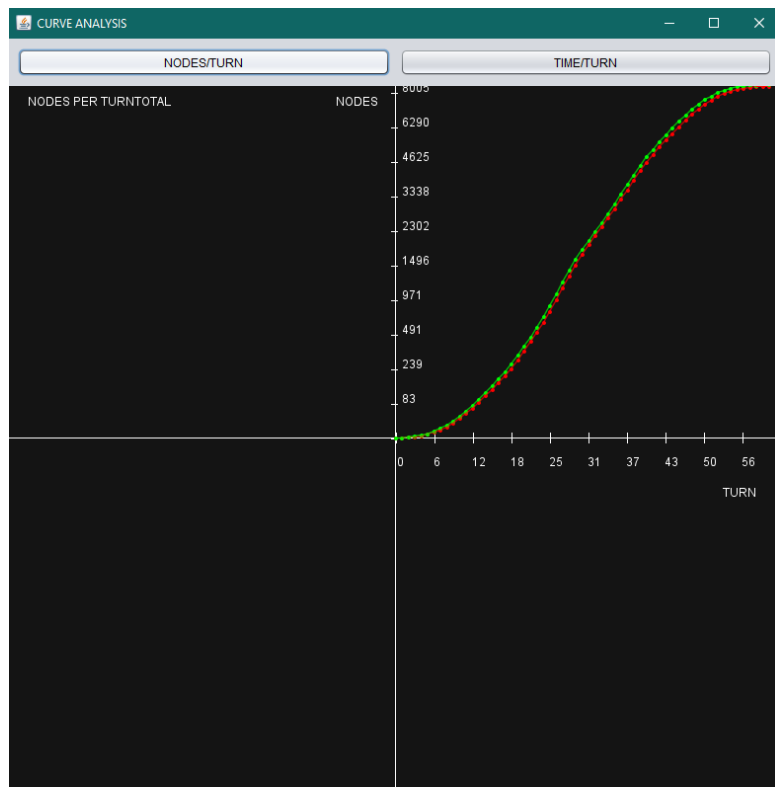 CURVE ANALYSIS
NODES/TURN TIME/TURN
NODES PER TURNTOTAL NODES
8005
6290
4625
3338
2302
1496
971
491
239
83
0 6 12 18 25 31 37 43 50 56
TURN